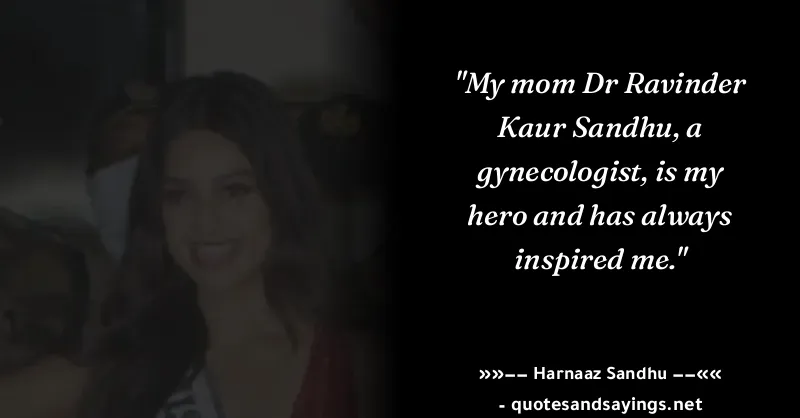 "My mom Dr Ravinder
Kaur Sandhu, a
gynecologist, is my
hero and has always
inspired me."
»»−− Harnaaz Sandhu −−««
- quotesandsayings.net